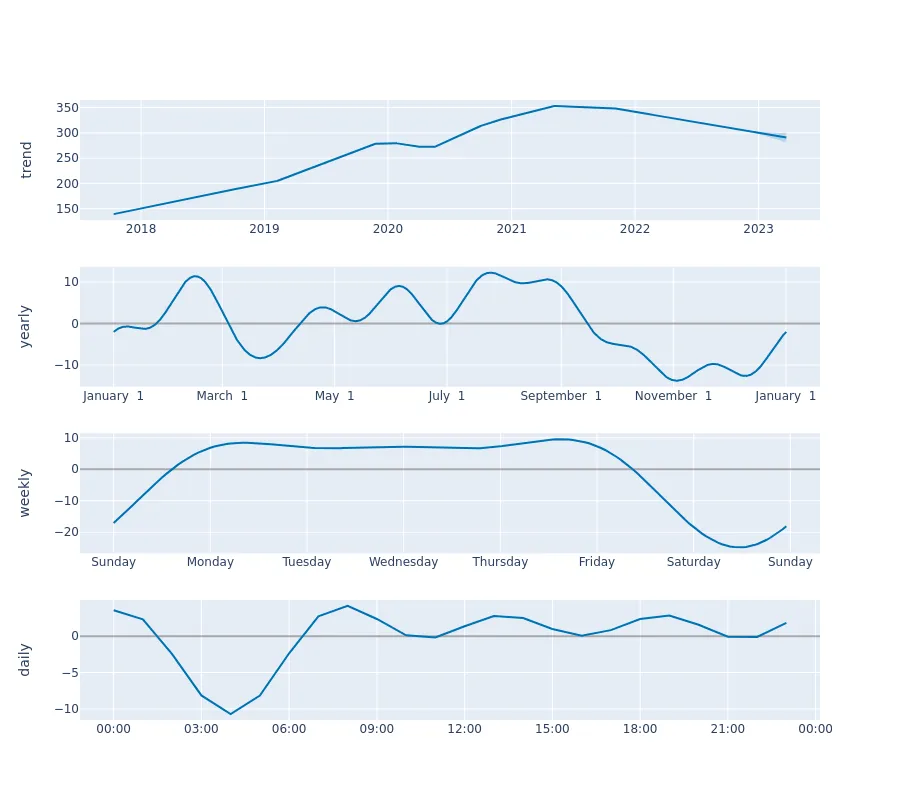 trend
350
300
250
200
150
2018 2019 2020 2021 2022 2023
yearly
10
0
−10
January 1 March 1 May 1 July 1 September 1 November 1 January 1
weekly
10
0
−10
−20
Sunday Monday Tuesday Wednesday Thursday Friday Saturday Sunday
daily
0
−5
−10
00:00 03:00 06:00 09:00 12:00 15:00 18:00 21:00 00:00